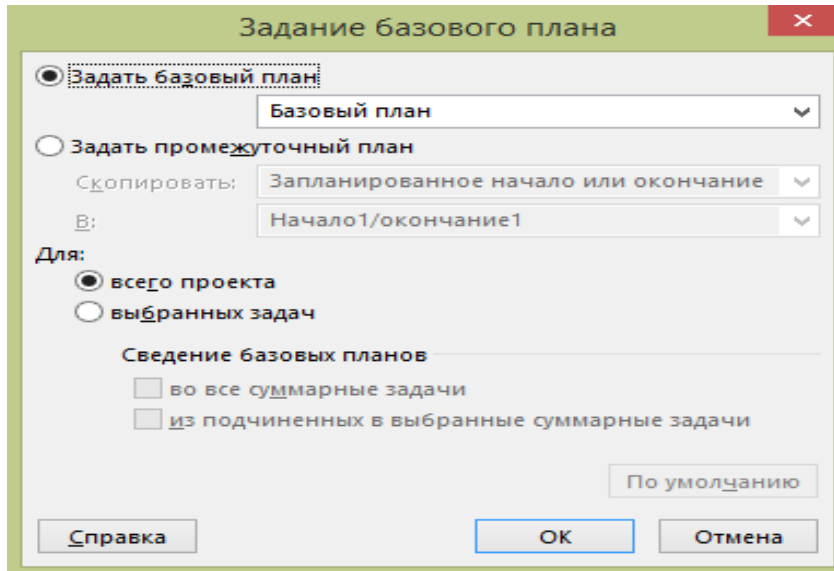 Задание базового плана
Задать базовый план
Базовый план
Задать промежуточный план
Скопировать: Запланированное начало или окончание
В: Начало1/окончание1
Для:
всего проекта
выбранных задач
Сведение базовых планов
во все суммарные задачи
из подчиненных в выбранные суммарные задачи
По умолчанию
Справка ОК Отмена